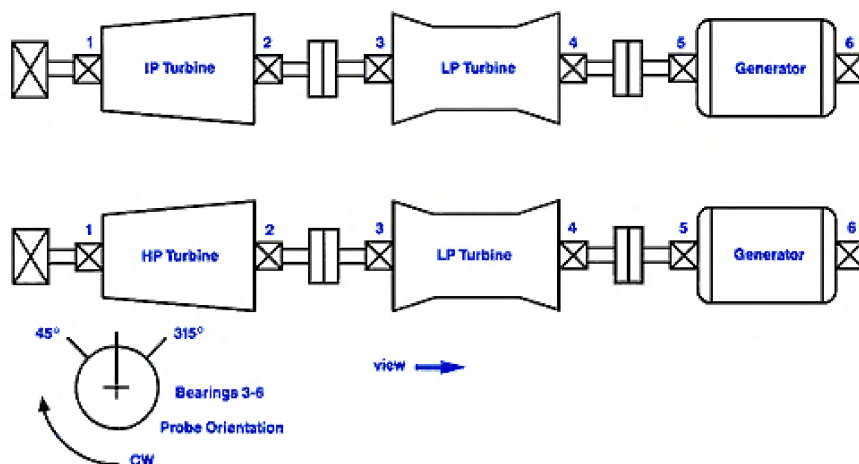 1 2 3 4 5 6
IP Turbine LP Turbine Generator
1 2 3 4 5 6
HP Turbine LP Turbine Generator
45° 315°
view
Bearings 3-6
Probe Orientation
CW